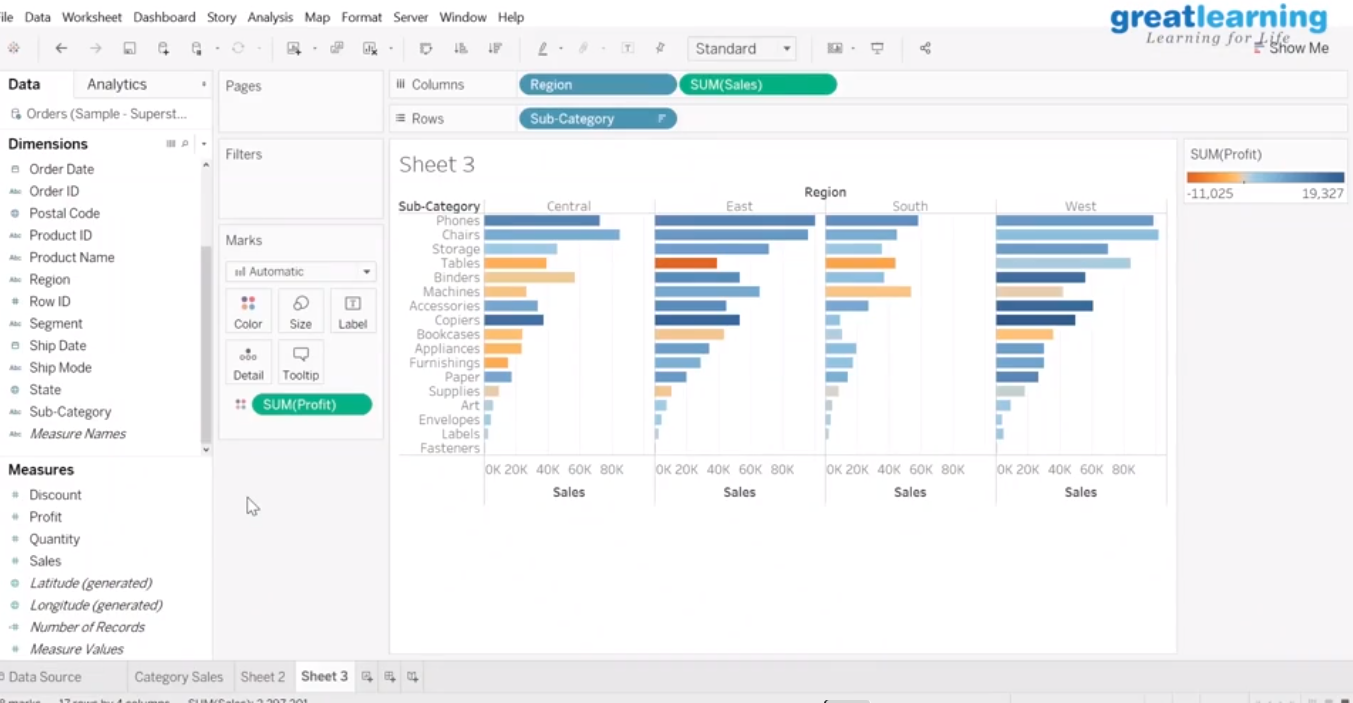 ile Data Worksheet Dashboard Story Analysis Map Format Server Window Help
greatlearning
Learning for Life
Standard
Show Me
Data Analytics
Orders (Sample - Superst...
Dimensions
Order Date
Abc Order ID
Postal Code
Abc Product ID
Abc Product Name
Abc Region
# Row ID
Abc Segment
Ship Date
Abc Ship Mode
State
Abc Sub-Category
Abc Measure Names
Measures
# Discount
# Profit
# Quantity
# Sales
Latitude (generated)
Longitude (generated)
Number of Records
# Measure Values
Pages
Filters
Marks
Automatic
Color Size Label
Detail Tooltip
SUM(Profit)
Columns Region SUM(Sales)
Rows Sub-Category
Sheet 3
Region
Sub-Category Central East South West
Phones
Chairs
Storage
Tables
Binders
Machines
Accessories
Copiers
Bookcases
Appliances
Furnishings
Paper
Supplies
Art
Envelopes
Labels
Fasteners
0K 20K 40K 60K 80K 0K 20K 40K 60K 80K 0K 20K 40K 60K 80K 0K 20K 40K 60K 80K
Sales Sales Sales Sales
SUM(Profit)
-11,025 19,327
Data Source Category Sales Sheet 2 Sheet 3
marks 17 rows by 4 columns SUM(Sales): 2,297,201